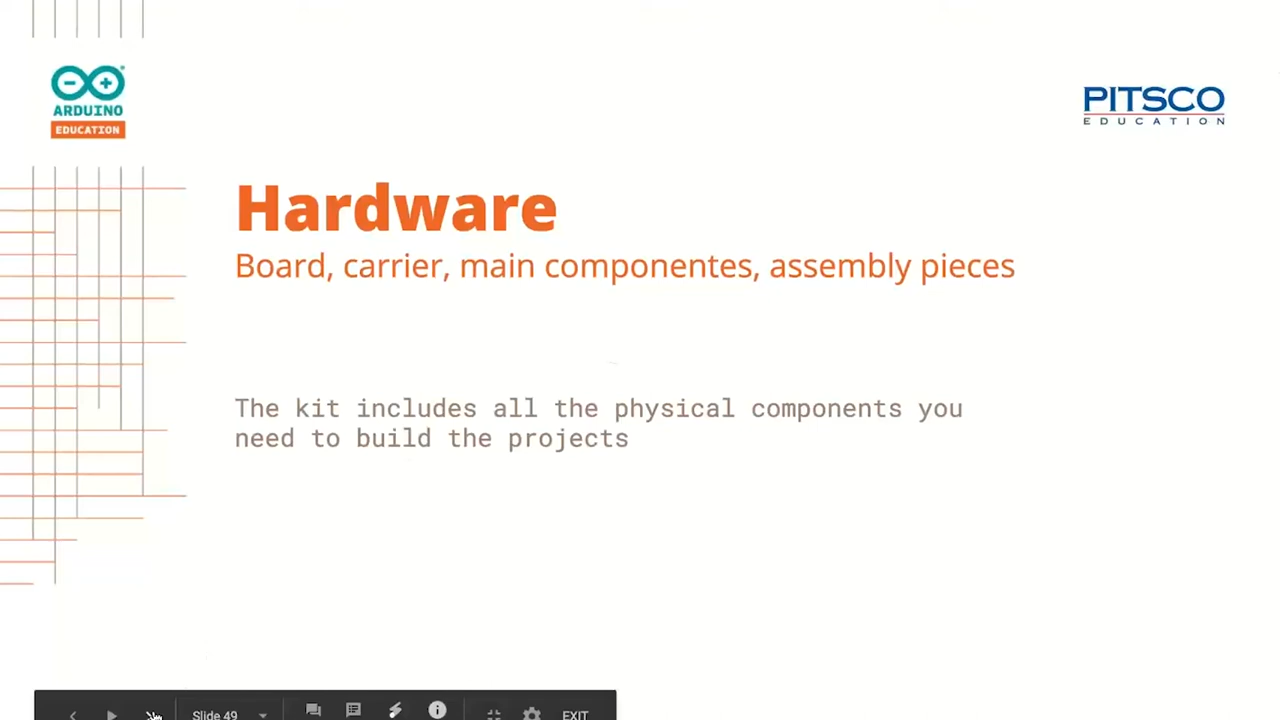 ARDUINO
EDUCATION
PITSCO
EDUCATION
Hardware
Board, carrier, main componentes, assembly pieces
The kit includes all the physical components you
need to build the projects
Slide 49
EXIT